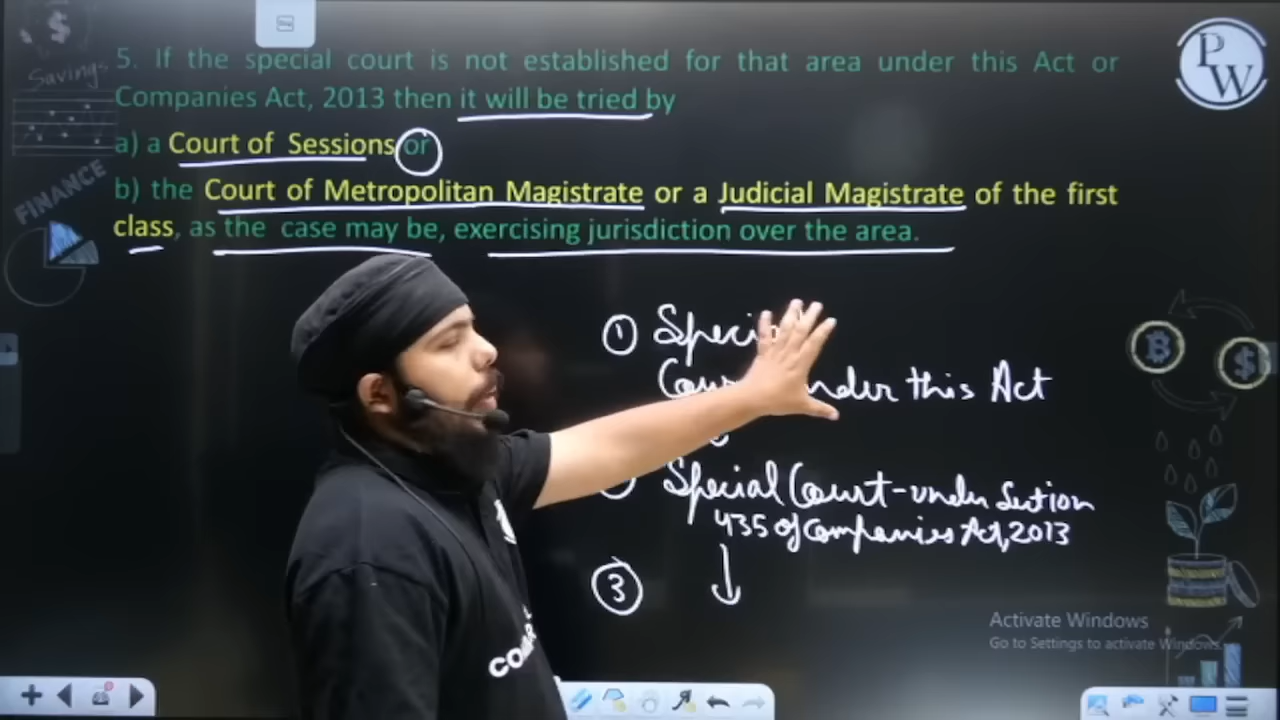 Savings
FINANCE
PW
5. If the special court is not established for that area under this Act or
Companies Act, 2013 then it will be tried by
a) a Court of Sessions or
b) the Court of Metropolitan Magistrate or a Judicial Magistrate of the first
class, as the case may be, exercising jurisdiction over the area.
1 Special
under this Act
Special Court-under Section
435 of Companies Act, 2013
3
Activate Windows
Go to Settings to activate Windows.